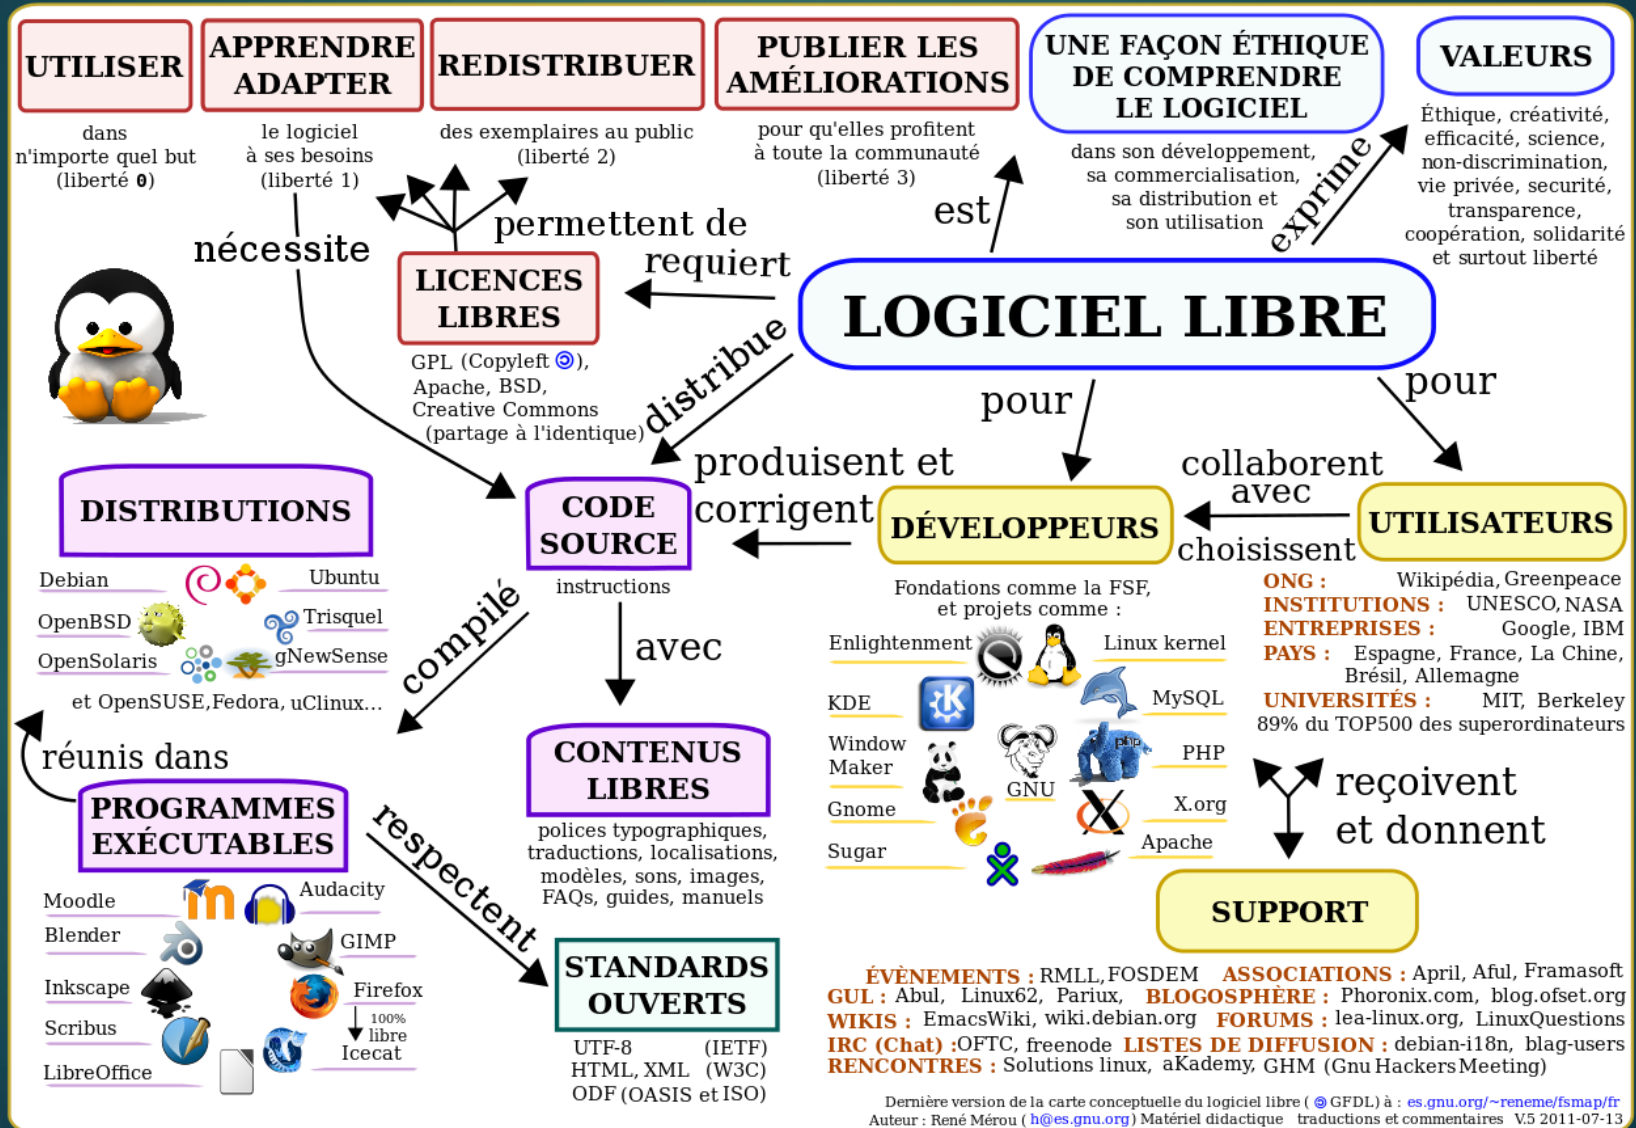 UTILISER
dans
n'importe quel but
(liberté 0)
APPRENDRE
ADAPTER
le logiciel
à ses besoins
(liberté 1)
REDISTRIBUER
des exemplaires au public
(liberté 2)
PUBLIER LES
AMÉLIORATIONS
pour qu'elles profitent
à toute la communauté
(liberté 3)
UNE FAÇON ÉTHIQUE
DE COMPRENDRE
LE LOGICIEL
dans son développement,
sa commercialisation,
sa distribution et
son utilisation
VALEURS
Éthique, créativité,
efficacité, science,
non-discrimination,
vie privée, securité,
transparence,
coopération, solidarité
et surtout liberté
nécessite
permettent de
requiert
est
exprime
LICENCES
LIBRES
GPL (Copyleft),
Apache, BSD,
Creative Commons
(partage à l'identique)
LOGICIEL LIBRE
distribue
pour
pour
produisent et
corrigent
collaborent
avec
choisissent
DISTRIBUTIONS
Debian
Ubuntu
OpenBSD
Trisquel
OpenSolaris
gNewSense
et OpenSUSE, Fedora, uClinux...
réunis dans
CODE
SOURCE
instructions
compilé
avec
DÉVELOPPEURS
Fondations comme la FSF,
et projets comme :
Enlightenment
Linux kernel
KDE
MySQL
Window
Maker
GNU
php
PHP
Gnome
X.org
Sugar
Apache
UTILISATEURS
ONG : Wikipédia, Greenpeace
INSTITUTIONS : UNESCO, NASA
ENTREPRISES : Google, IBM
PAYS : Espagne, France, La Chine,
Brésil, Allemagne
UNIVERSITÉS : MIT, Berkeley
89% du TOP500 des superordinateurs
reçoivent
et donnent
CONTENUS
LIBRES
polices typographiques,
traductions, localisations,
modèles, sons, images,
FAQs, guides, manuels
PROGRAMMES
EXÉCUTABLES
respectent
Moodle
Audacity
Blender
GIMP
Inkscape
Firefox
100%
libre
Scribus
Icecat
LibreOffice
STANDARDS
OUVERTS
UTF-8 (IETF)
HTML, XML (W3C)
ODF (OASIS et ISO)
SUPPORT
ÉVÈNEMENTS : RMLL, FOSDEM ASSOCIATIONS : April, Aful, Framasoft
GUL : Abul, Linux62, Pariux, BLOGOSPHÈRE : Phoronix.com, blog.ofset.org
WIKIS : EmacsWiki, wiki.debian.org FORUMS : lea-linux.org, LinuxQuestions
IRC (Chat) :OFTC, freenode LISTES DE DIFFUSION : debian-i18n, blag-users
RENCONTRES : Solutions linux, aKademy, GHM (Gnu Hackers Meeting)
Dernière version de la carte conceptuelle du logiciel libre ( GFDL) à : es.gnu.org/~reneme/fsmap/fr
Auteur : René Mérou ( h@es.gnu.org) Matériel didactique traductions et commentaires V.5 2011-07-13